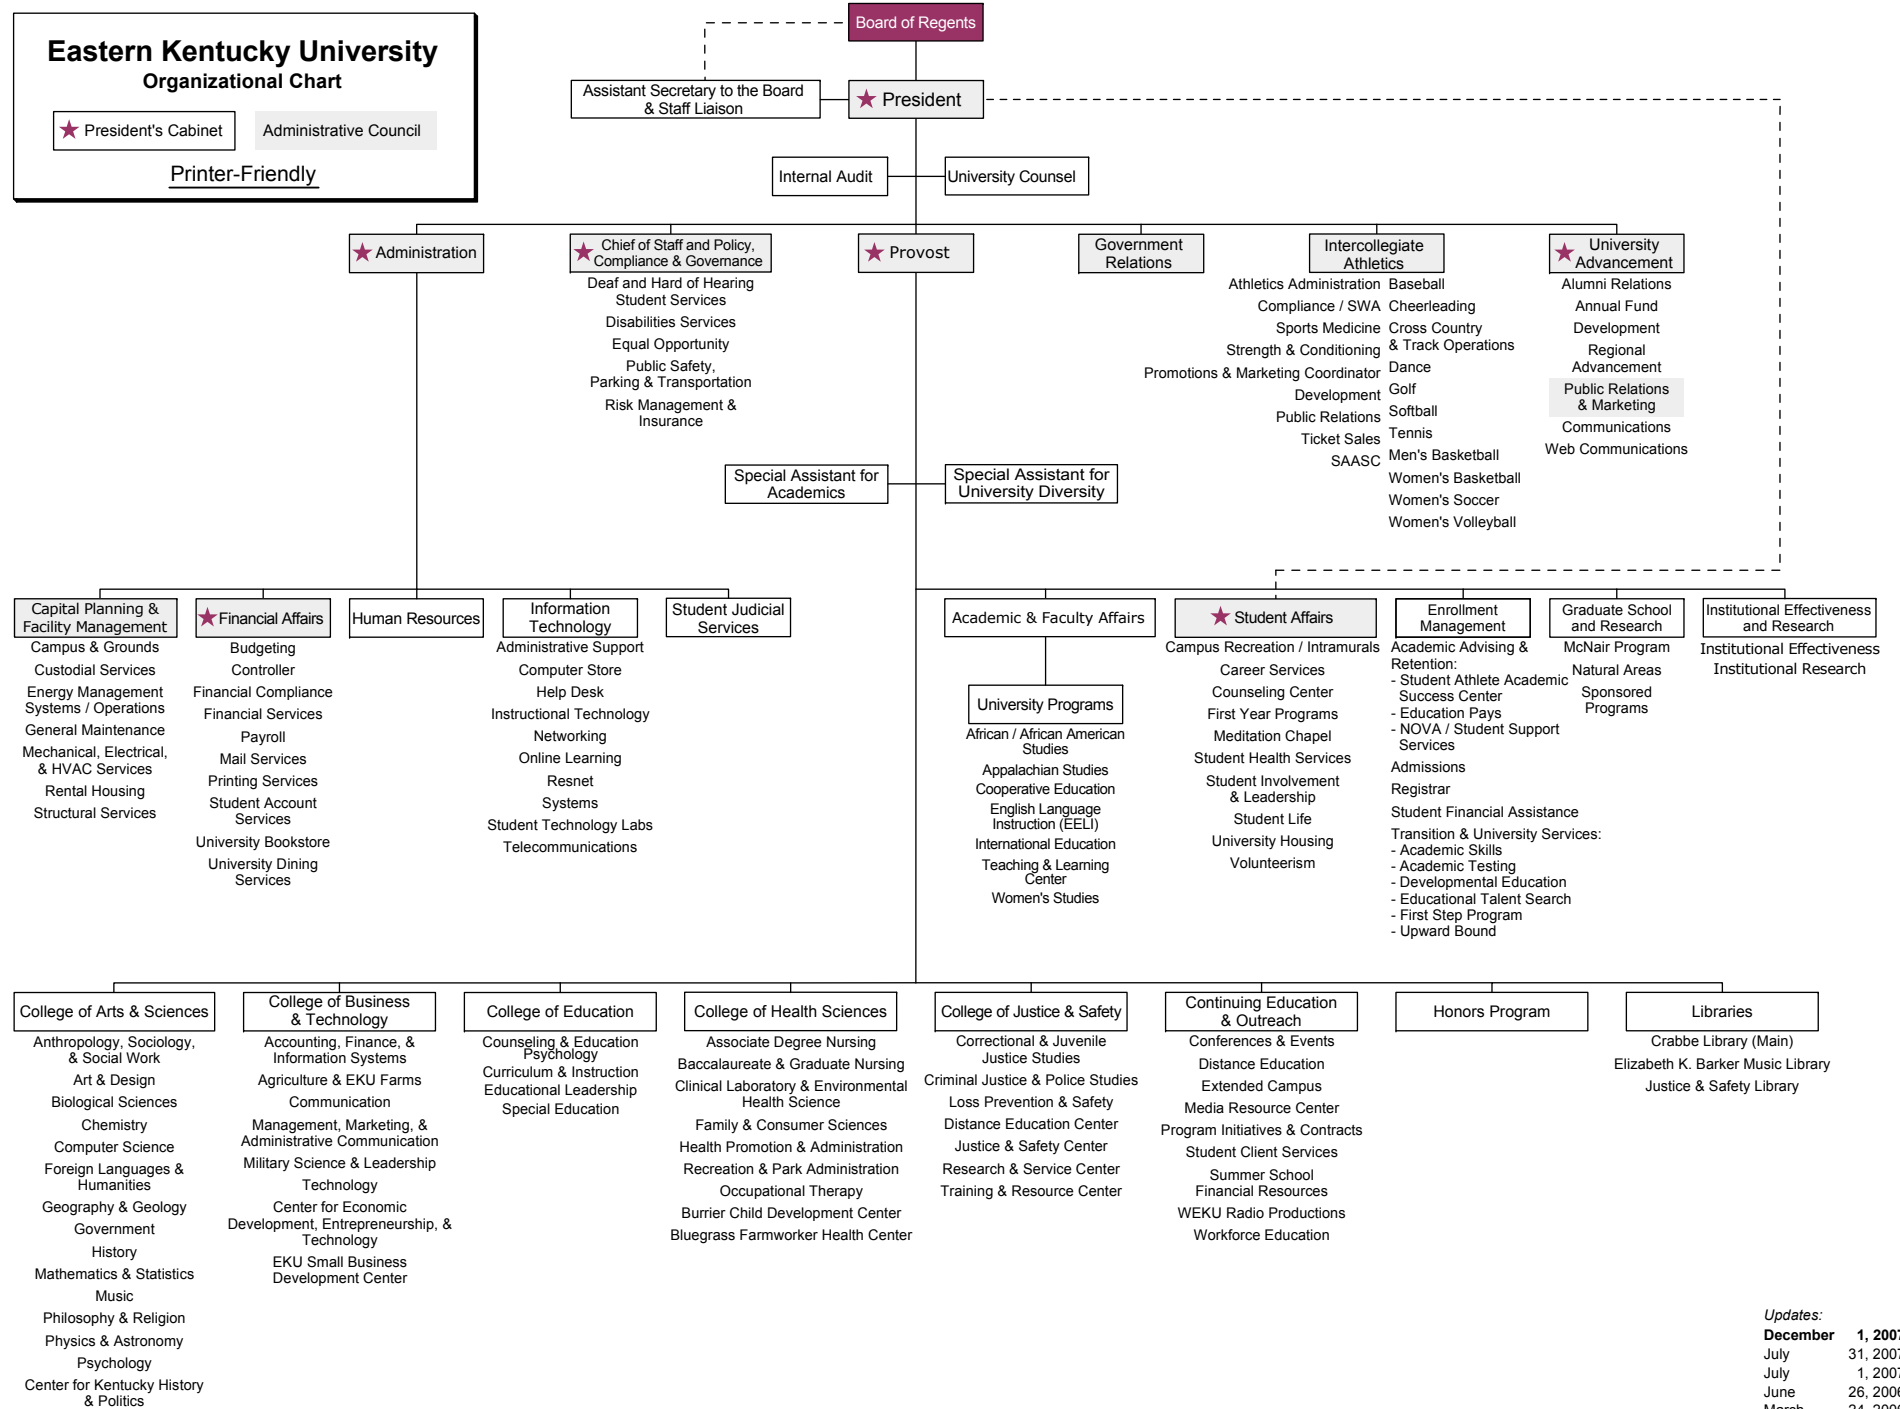 Eastern Kentucky University
Organizational Chart
President's Cabinet
Administrative Council
Printer-Friendly
Board of Regents
Assistant Secretary to the Board
& Staff Liaison
President
Internal Audit
University Counsel
Administration
Chief of Staff and Policy,
Compliance & Governance
Deaf and Hard of Hearing
Student Services
Disabilities Services
Equal Opportunity
Public Safety,
Parking & Transportation
Risk Management &
Insurance
Provost
Government
Relations
Intercollegiate
Athletics
Athletics Administration
Compliance / SWA
Sports Medicine
Strength & Conditioning
Promotions & Marketing Coordinator
Development
Public Relations
Ticket Sales
SAASC
Baseball
Cheerleading
Cross Country
& Track Operations
Dance
Golf
Softball
Tennis
Men's Basketball
Women's Basketball
Women's Soccer
Women's Volleyball
University
Advancement
Alumni Relations
Annual Fund
Development
Regional
Advancement
Public Relations
& Marketing
Communications
Web Communications
Special Assistant for
Academics
Special Assistant for
University Diversity
Capital Planning &
Facility Management
Campus & Grounds
Custodial Services
Energy Management
Systems / Operations
General Maintenance
Mechanical, Electrical,
& HVAC Services
Rental Housing
Structural Services
Financial Affairs
Budgeting
Controller
Financial Compliance
Financial Services
Payroll
Mail Services
Printing Services
Student Account
Services
University Bookstore
University Dining
Services
Human Resources
Information
Technology
Administrative Support
Computer Store
Help Desk
Instructional Technology
Networking
Online Learning
Resnet
Systems
Student Technology Labs
Telecommunications
Student Judicial
Services
Academic & Faculty Affairs
University Programs
African / African American
Studies
Appalachian Studies
Cooperative Education
English Language
Instruction (EELI)
International Education
Teaching & Learning
Center
Women's Studies
Student Affairs
Campus Recreation / Intramurals
Career Services
Counseling Center
First Year Programs
Meditation Chapel
Student Health Services
Student Involvement
& Leadership
Student Life
University Housing
Volunteerism
Enrollment
Management
Academic Advising &
Retention:
- Student Athlete Academic
Success Center
- Education Pays
- NOVA / Student Support
Services
Admissions
Registrar
Student Financial Assistance
Transition & University Services:
- Academic Skills
- Academic Testing
- Developmental Education
- Educational Talent Search
- First Step Program
- Upward Bound
Graduate School
and Research
McNair Program
Natural Areas
Sponsored
Programs
Institutional Effectiveness
and Research
Institutional Effectiveness
Institutional Research
College of Arts & Sciences
Anthropology, Sociology,
& Social Work
Art & Design
Biological Sciences
Chemistry
Computer Science
Foreign Languages &
Humanities
Geography & Geology
Government
History
Mathematics & Statistics
Music
Philosophy & Religion
Physics & Astronomy
Psychology
Center for Kentucky History
& Politics
College of Business
& Technology
Accounting, Finance, &
Information Systems
Agriculture & EKU Farms
Communication
Management, Marketing, &
Administrative Communication
Military Science & Leadership
Technology
Center for Economic
Development, Entrepreneurship, &
Technology
EKU Small Business
Development Center
College of Education
Counseling & Education
Psychology
Curriculum & Instruction
Educational Leadership
Special Education
College of Health Sciences
Associate Degree Nursing
Baccalaureate & Graduate Nursing
Clinical Laboratory & Environmental
Health Science
Family & Consumer Sciences
Health Promotion & Administration
Recreation & Park Administration
Occupational Therapy
Burrier Child Development Center
Bluegrass Farmworker Health Center
College of Justice & Safety
Correctional & Juvenile
Justice Studies
Criminal Justice & Police Studies
Loss Prevention & Safety
Distance Education Center
Justice & Safety Center
Research & Service Center
Training & Resource Center
Continuing Education
& Outreach
Conferences & Events
Distance Education
Extended Campus
Media Resource Center
Program Initiatives & Contracts
Student Client Services
Summer School
Financial Resources
WEKU Radio Productions
Workforce Education
Honors Program
Libraries
Crabbe Library (Main)
Elizabeth K. Barker Music Library
Justice & Safety Library
Updates:
December 1, 2007
July 31, 2007
July 1, 2007
June 26, 2006